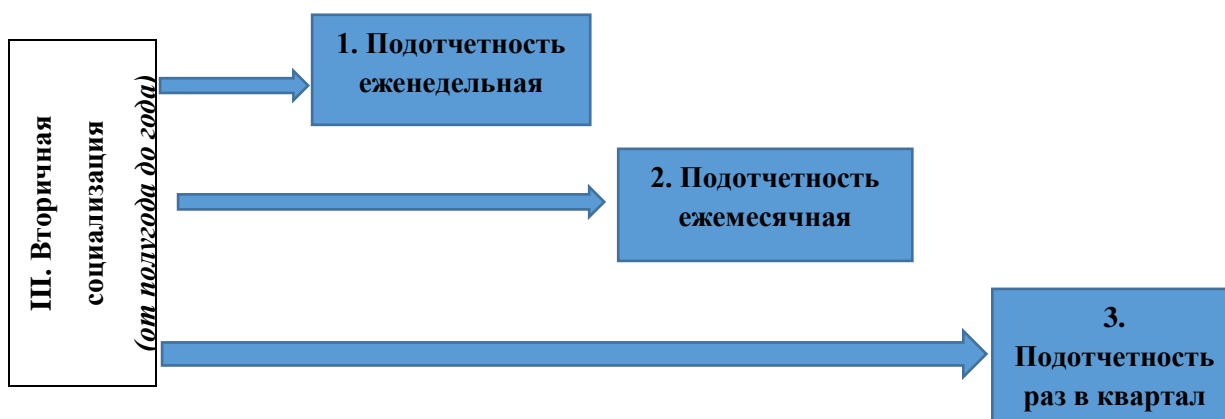 III. Вторичная
социализация
(от полугода до года)
1. Подотчетность
еженедельная
2. Подотчетность
ежемесячная
3.
Подотчетность
раз в квартал